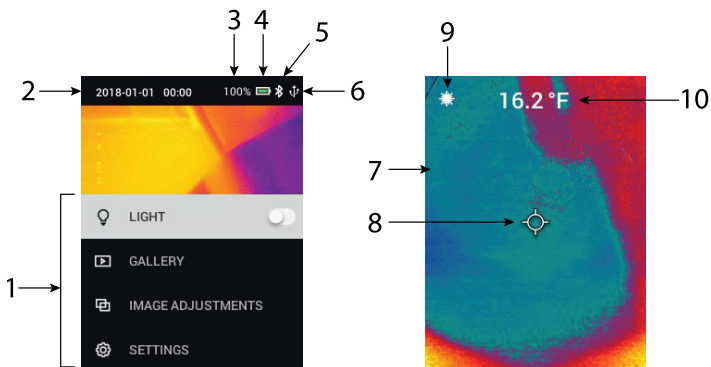 3 4 5
2 2018-01-01 00:00 100% 6
1
LIGHT
GALLERY
IMAGE ADJUSTMENTS
SETTINGS
9
16.2 °F 10
7
8